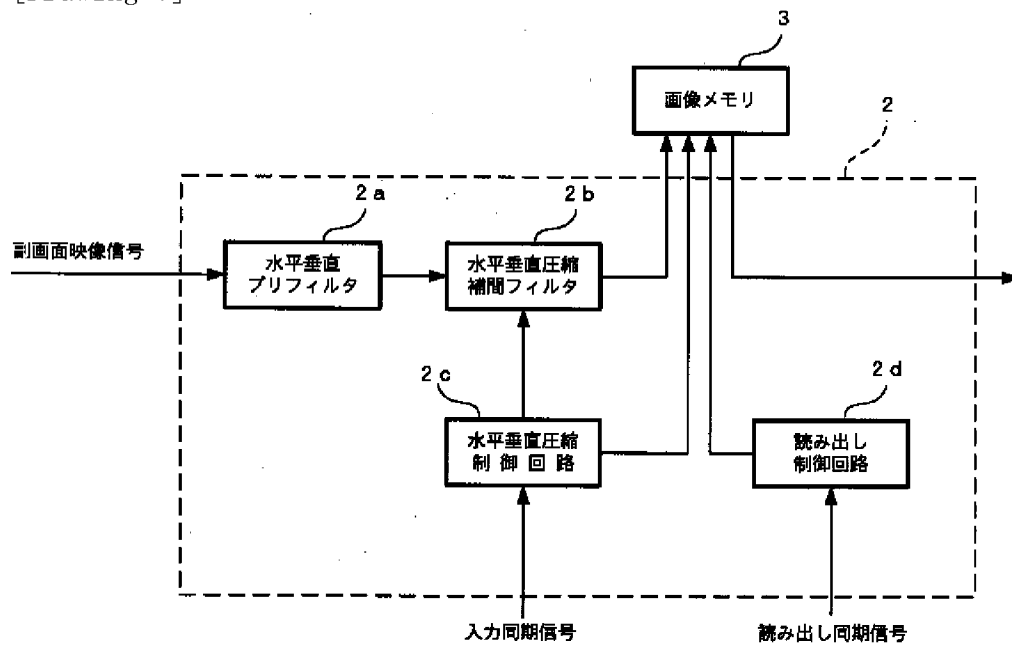 3
画像メモリ
2
2a
2b
副画面映像信号
水平垂直
プリフィルタ
水平垂直圧縮
補間フィルタ
2c
2d
水平垂直圧縮
制御回路
読み出し
制御回路
入力同期信号
読み出し同期信号